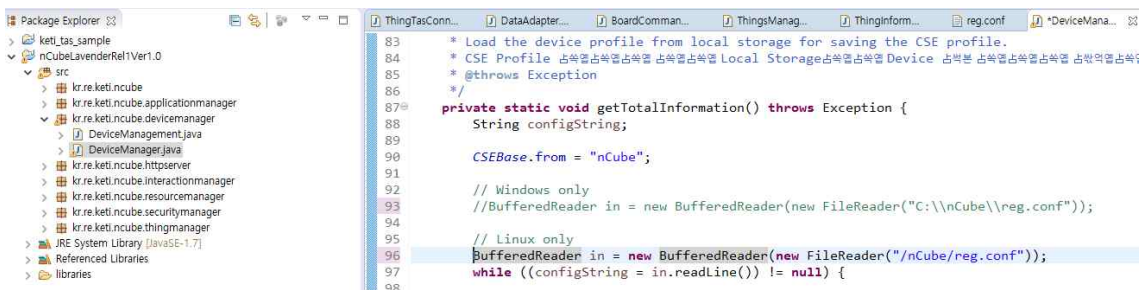 Package Explorer
keti_tas_sample
nCubeLavenderRel1Ver1.0
src
kr.re.keti.ncube
kr.re.keti.ncube.applicationmanager
kr.re.keti.ncube.devicemanager
DeviceManagement.java
DeviceManager.java
kr.re.keti.ncube.httpserver
kr.re.keti.ncube.interactionmanager
kr.re.keti.ncube.resourcemanager
kr.re.keti.ncube.securitymanager
kr.re.keti.ncube.thingmanager
JRE System Library [JavaSE-1.7]
Referenced Libraries
libraries
ThingTasConn... DataAdapter.... BoardComman... ThingsManag... ThingInform... reg.conf *DeviceMana...
83 * Load the device profile from local storage for saving the CSE profile.
84 * CSE Profile Local Storage Device
85 * @throws Exception
86 */
87 private static void getTotalInformation() throws Exception {
88 String configString;
89
90 CSEBase.from = "nCube";
91
92 // Windows only
93 //BufferedReader in = new BufferedReader(new FileReader("C:\\nCube\\reg.conf"));
94
95 // Linux only
96 BufferedReader in = new BufferedReader(new FileReader("/nCube/reg.conf"));
97 while ((configString = in.readLine()) != null) {
98